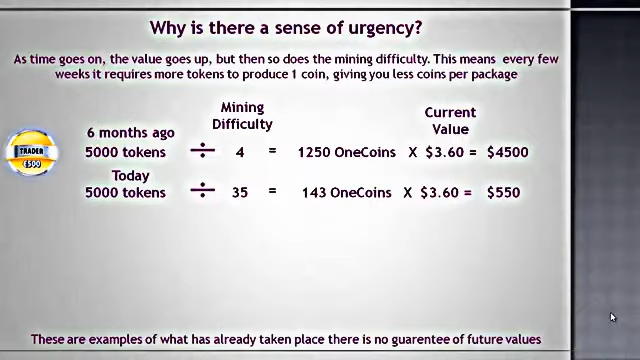 Why is there a sense of urgency?
As time goes on, the value goes up, but then so does the mining difficulty. This means every few
weeks it requires more tokens to produce 1 coin, giving you less coins per package
Mining
Difficulty
Current
Value
6 months ago
TRADER
€500
5000 tokens ÷ 4 = 1250 OneCoins X $3.60 = $4500
Today
5000 tokens ÷ 35 = 143 OneCoins X $3.60 = $550
These are examples of what has already taken place there is no guarentee of future values